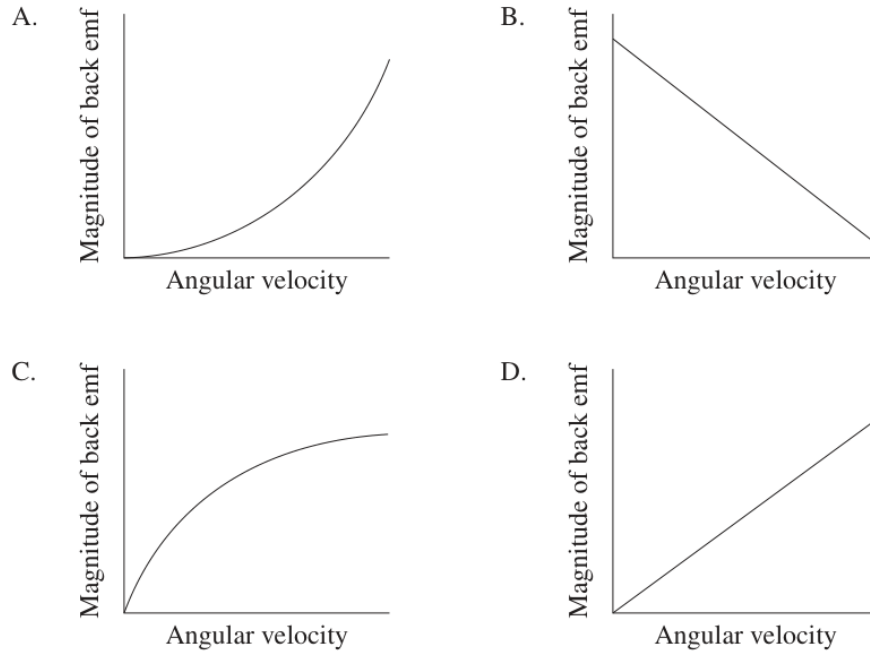 A.
Magnitude of back emf
Angular velocity
B.
Magnitude of back emf
Angular velocity
C.
Magnitude of back emf
Angular velocity
D.
Magnitude of back emf
Angular velocity